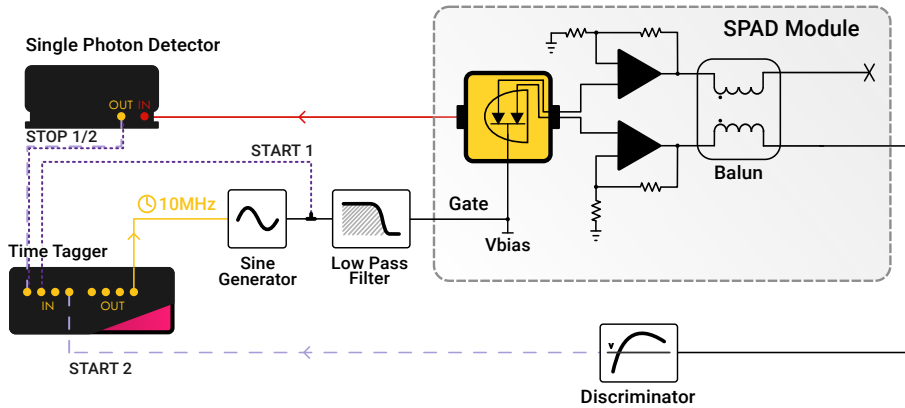 SPAD Module
Single Photon Detector
OUT IN
STOP 1/2
START 1
Balun
10MHz
Gate
Vbias
Sine
Generator
Low Pass
Filter
Time Tagger
IN OUT
START 2
V
Discriminator